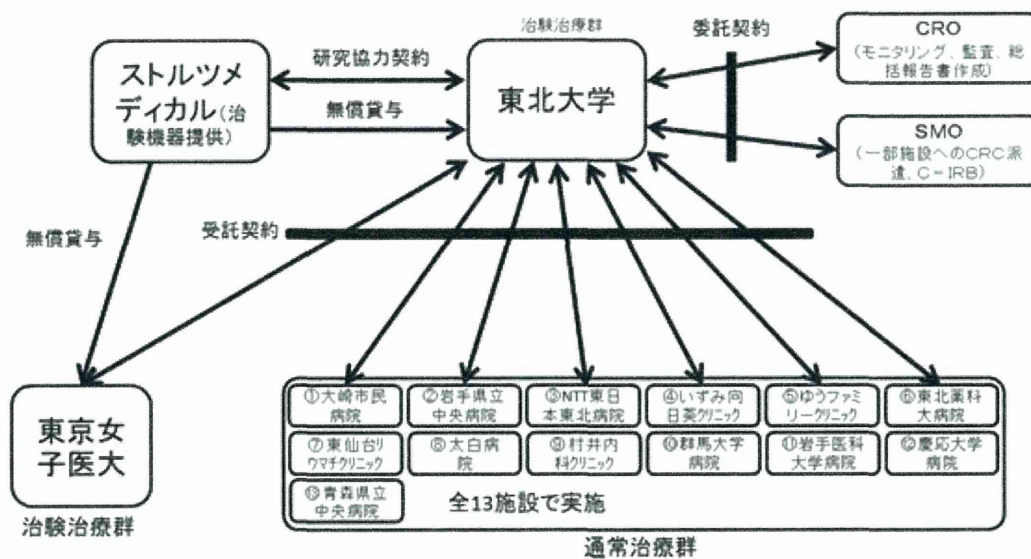 治験治療群
委託契約
CRO
(モニタリング、監査、総
括報告書作成)
ストルツメ
ディカル(治
験機器提供)
研究協力契約
無償貸与
東北大学
SMO
(一部施設へのCRC派
遣、C-IRB)
無償貸与
受託契約
東京女
子医大
治験治療群
①大崎市民
病院
②岩手県立
中央病院
③NTT東日
本東北病院
④いずみ向
日葵クリニック
⑤ゆうファミ
リークリニック
⑥東北薬科
大病院
⑦東仙台リ
ウマチクリニック
⑧太白病
院
⑨村井内
科クリニック
⑩群馬大学
病院
⑪岩手医科
大学病院
⑫慶応大学
病院
⑬青森県立
中央病院
全13施設で実施
通常治療群